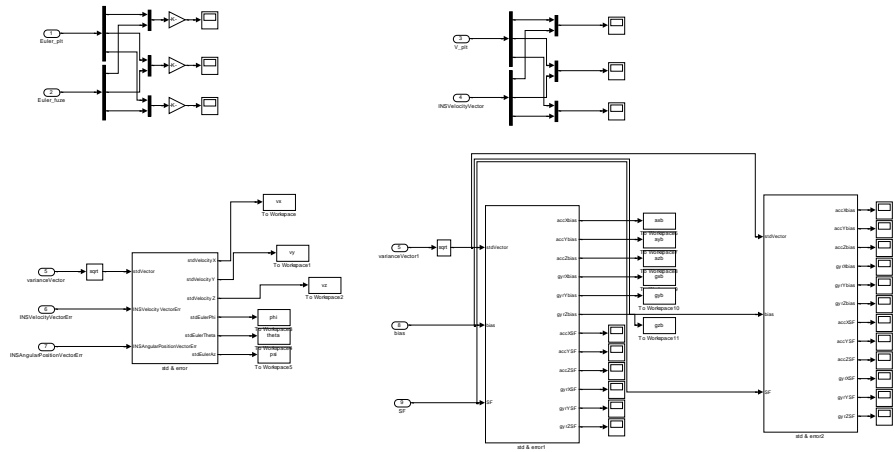 1
Euler_plt
-K-
-K-
2
Euler_fuze
-K-
3
V_plt
4
INSVelocityVector
vx
To Workspace
vy
To Workspace1
vz
To Workspace2
5
varianceVector
sqrt
stdVector
6
INSVelocityVectorErr
INSVelocity VectorErr
7
INSAngularPositionVectorErr
INSAngularPositionVectorErr
stdVelocity.X
stdVelocity.Y
stdVelocity.Z
stdEulerPhi
stdEulerTheta
stdEulerAz
std & error
phi
theta
psi
To Workspace5
5
varianceVector1
sqrt
stdVector
8
bias
bias
9
SF
SF
accXbias
accYbias
accZbias
gyrXbias
gyrYbias
gyrZbias
accXSF
accYSF
accZSF
gyrXSF
gyrYSF
gyrZSF
std & error1
axb
ayb
azb
gxb
gyb
To Workspace10
gzb
To Workspace11
stdVector
bias
SF
accXbias
accYbias
accZbias
gyrXbias
gyrYbias
gyrZbias
accXSF
accYSF
accZSF
gyrXSF
gyrYSF
gyrZSF
std & error2